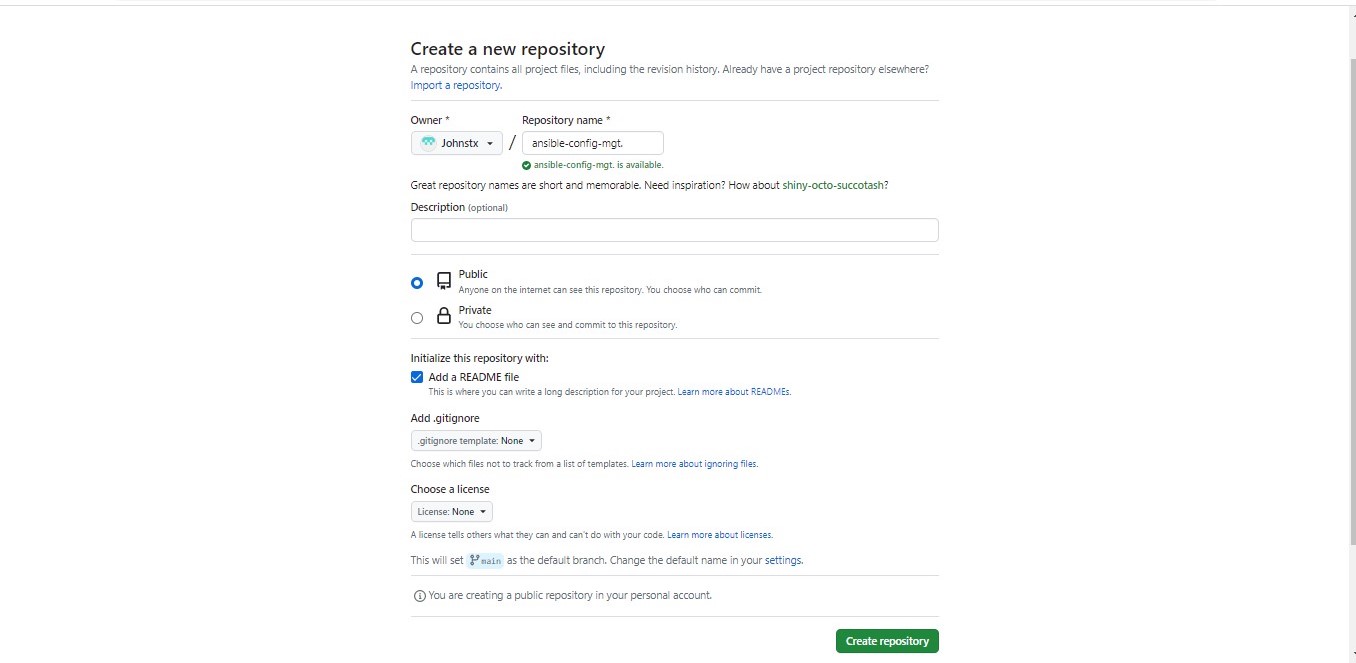 Create a new repository
A repository contains all project files, including the revision history. Already have a project repository elsewhere?
Import a repository.
Owner * Repository name *
Johnstx / ansible-config-mgt.
ansible-config-mgt. is available.
Great repository names are short and memorable. Need inspiration? How about shiny-octo-succotash?
Description (optional)
Public
Anyone on the internet can see this repository. You choose who can commit.
Private
You choose who can see and commit to this repository.
Initialize this repository with:
Add a README file
This is where you can write a long description for your project. Learn more about READMEs.
Add .gitignore
.gitignore template: None
Choose which files not to track from a list of templates. Learn more about ignoring files.
Choose a license
License: None
A license tells others what they can and can't do with your code. Learn more about licenses.
This will set main as the default branch. Change the default name in your settings.
You are creating a public repository in your personal account.
Create repository